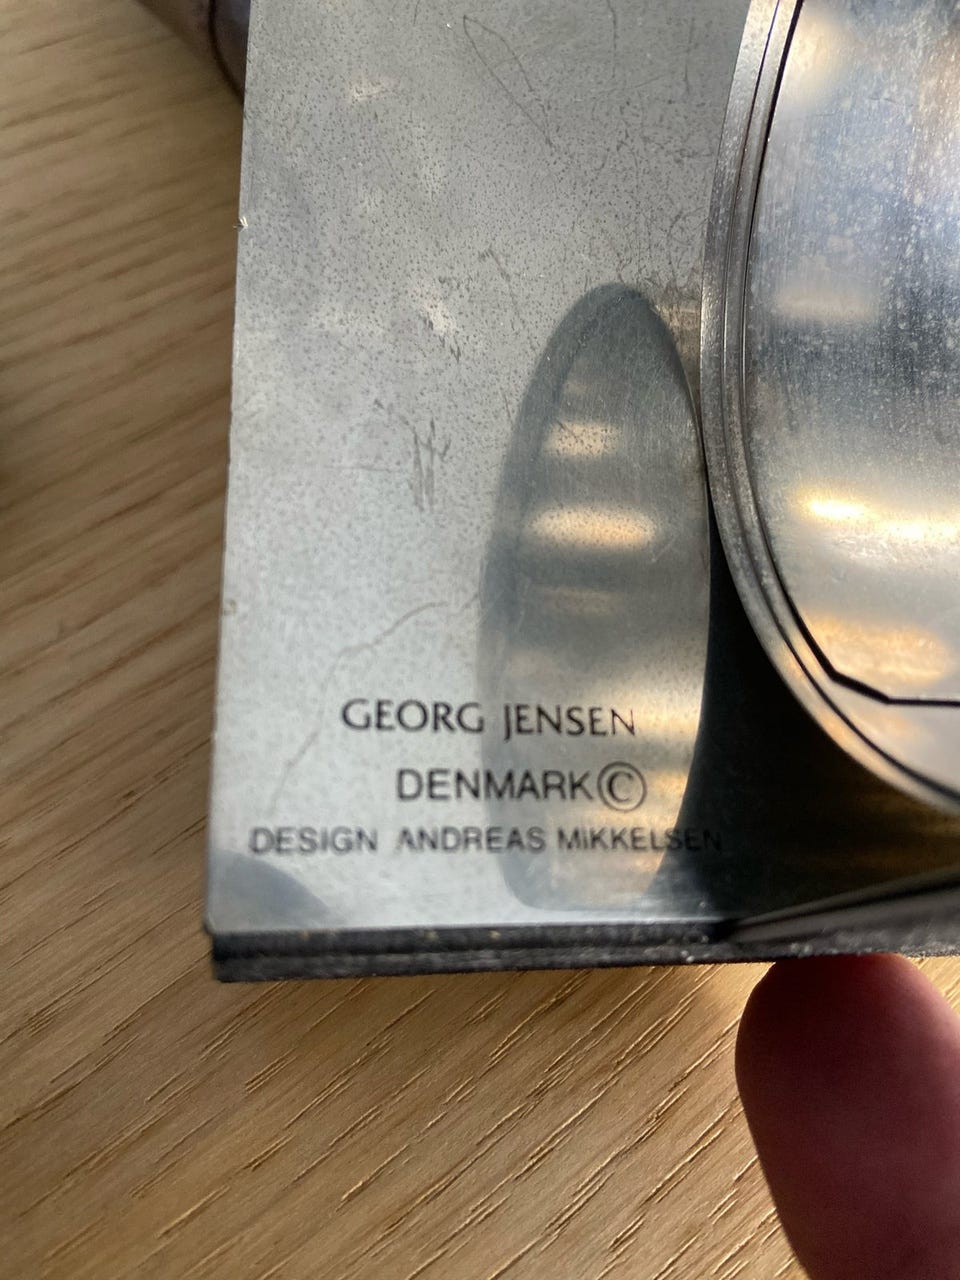 GEORG JENSEN
DENMARK©
DESIGN ANDREAS MIKKELSEN